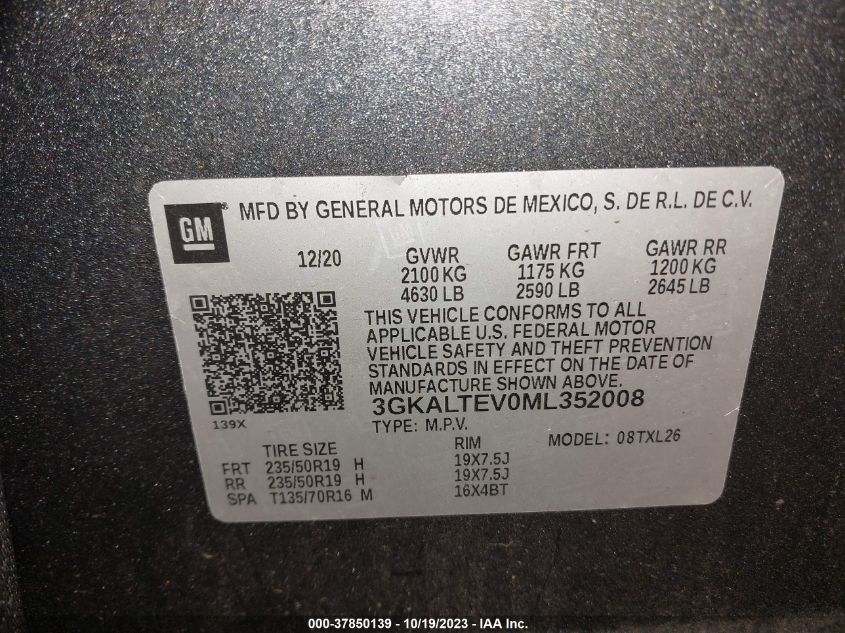 GM® MFD BY GENERAL MOTORS DE MEXICO, S. DE R.L. DE C.V.
12/20 GVWR GAWR FRT GAWR RR
2100 KG 1175 KG 1200 KG
4630 LB 2590 LB 2645 LB
THIS VEHICLE CONFORMS TO ALL
APPLICABLE U.S. FEDERAL MOTOR
VEHICLE SAFETY AND THEFT PREVENTION
STANDARDS IN EFFECT ON THE DATE OF
MANUFACTURE SHOWN ABOVE.
3GKALTEV0ML352008
139X TYPE: M.P.V. MODEL: 08TXL26
TIRE SIZE RIM
FRT 235/50R19 H 19X7.5J
RR 235/50R19 H 19X7.5J
SPA T135/70R16 M 16X4BT
000-37850139 - 10/19/2023 - IAA Inc.